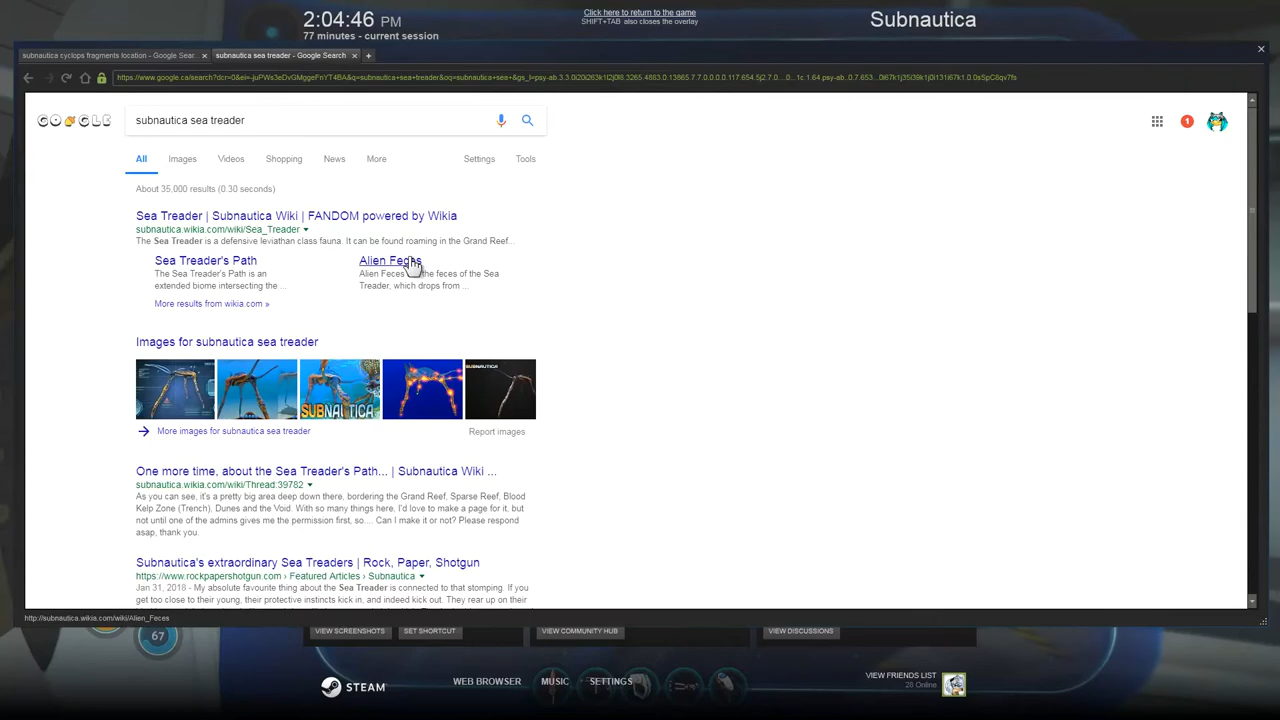 2:04:46 PM
77 minutes - current session
Click here to return to the game
SHIFT+TAB also closes the overlay
Subnautica
subnautica cyclops fragments location - Google Sear...
subnautica sea treader - Google Search
GOOGLE
subnautica sea treader
1
All
Images
Videos
Shopping
News
More
Settings
Tools
About 35,000 results (0.30 seconds)
Sea Treader | Subnautica Wiki | FANDOM powered by Wikia
subnautica.wikia.com/wiki/Sea_Treader
The Sea Treader is a defensive leviathan class fauna. It can be found roaming in the Grand Reef...
Sea Treader's Path
The Sea Treader's Path is an
extended biome intersecting the ...
Alien Feces
Alien Feces the feces of the Sea
Treader, which drops from ...
More results from wikia.com »
Images for subnautica sea treader
SUBNAUTICA
SUBNAUTICA
More images for subnautica sea treader
Report images
One more time, about the Sea Treader's Path... | Subnautica Wiki ...
subnautica.wikia.com/wiki/Thread:39782
As you can see, it's a pretty big area deep down there, bordering the Grand Reef, Sparse Reef, Blood
Kelp Zone (Trench), Dunes and the Void. With so many things here, I'd love to make a page for it, but
not until one of the admins gives me the permission first, so ... Can I make it or not? Please respond
asap, thank you.
Subnautica's extraordinary Sea Treaders | Rock, Paper, Shotgun
https://www.rockpapershotgun.com › Featured Articles › Subnautica
Jan 31, 2018 - My absolute favourite thing about the Sea Treader is connected to that stomping. If you
get too close to their young, their protective instincts kick in, and indeed kick out. They rear up on their
http://subnautica.wikia.com/wiki/Alien_Feces
67
VIEW SCREENSHOTS
SET SHORTCUT
VIEW COMMUNITY HUB
VIEW DISCUSSIONS
STEAM
WEB BROWSER
MUSIC
SETTINGS
VIEW FRIENDS LIST
28 Online